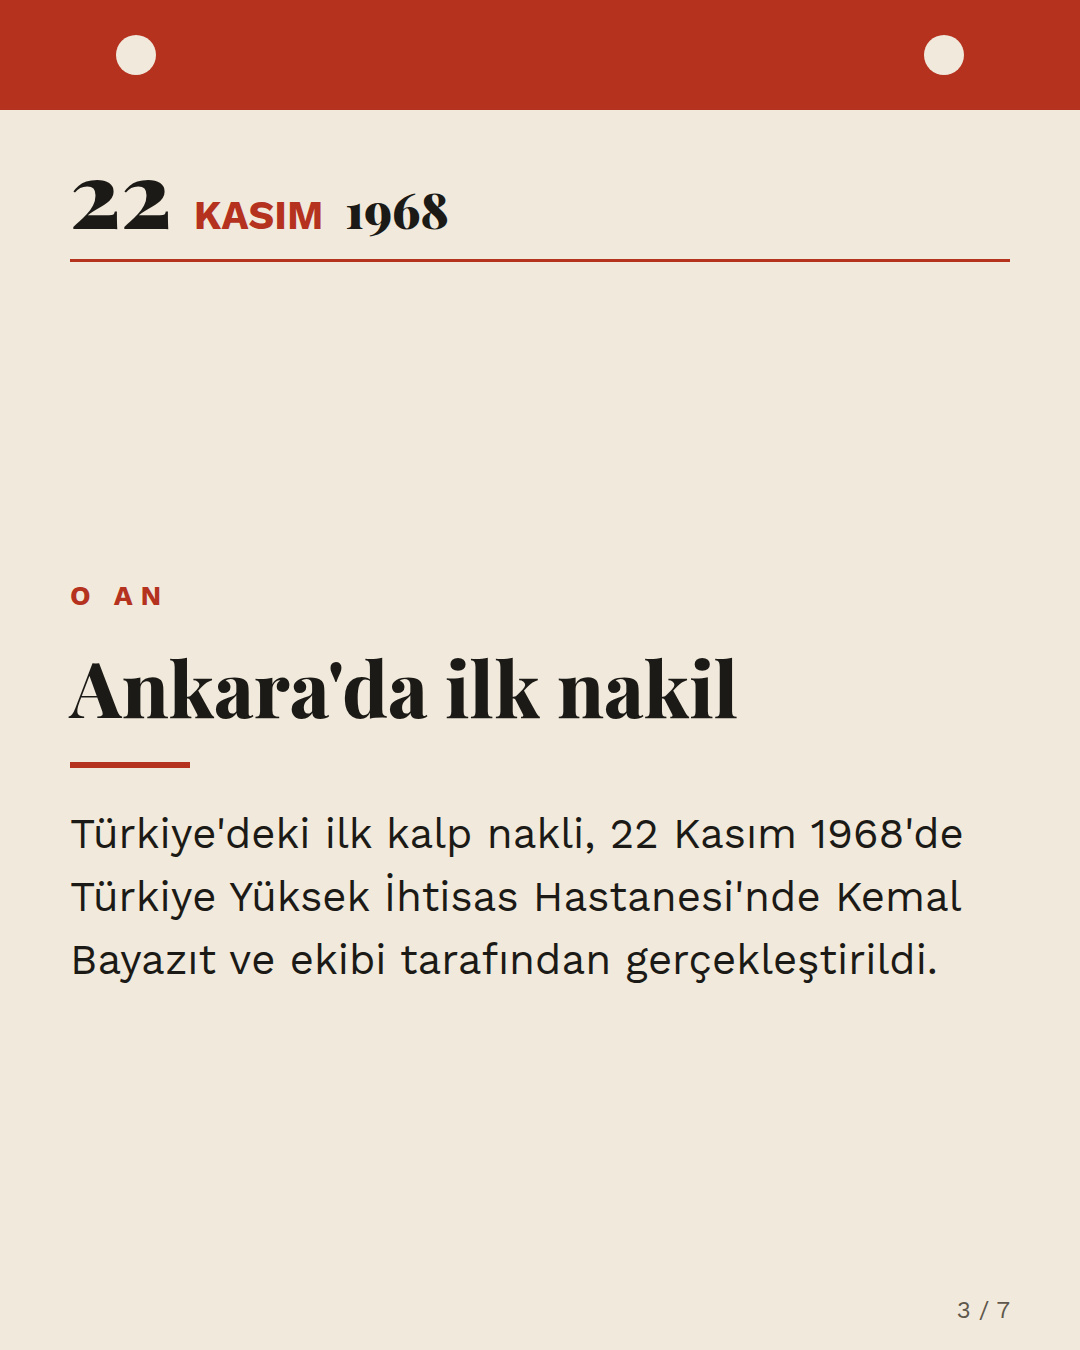 22 KASIM 1968
O AN
Ankara'da ilk nakil
Türkiye'deki ilk kalp nakli, 22 Kasım 1968'de
Türkiye Yüksek İhtisas Hastanesi'nde Kemal
Bayazıt ve ekibi tarafından gerçekleştirildi.
3 / 7